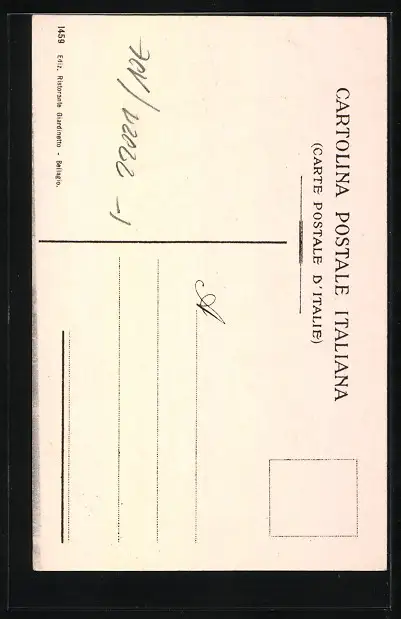 CARTOLINA POSTALE ITALIANA
(CARTE POSTALE D'ITALIE)
A
1459 Ediz. Ristorante Giardinetto - Bellagio.